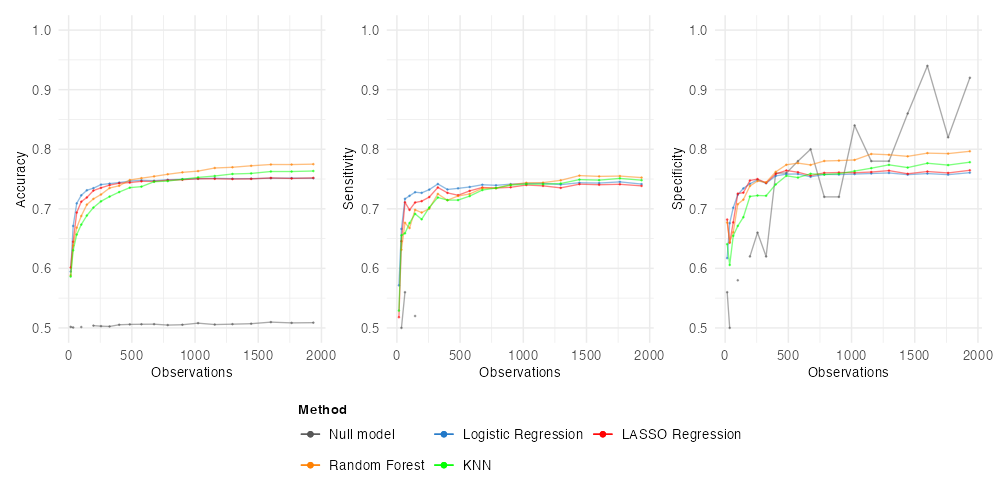 1.0
0.9
0.8
0.7
0.6
0.5
Accuracy
0 500 1000 1500 2000
Observations
1.0
0.9
0.8
0.7
0.6
0.5
Sensitivity
0 500 1000 1500 2000
Observations
1.0
0.9
0.8
0.7
0.6
0.5
Specificity
0 500 1000 1500 2000
Observations
Method
Null model Logistic Regression LASSO Regression
Random Forest KNN